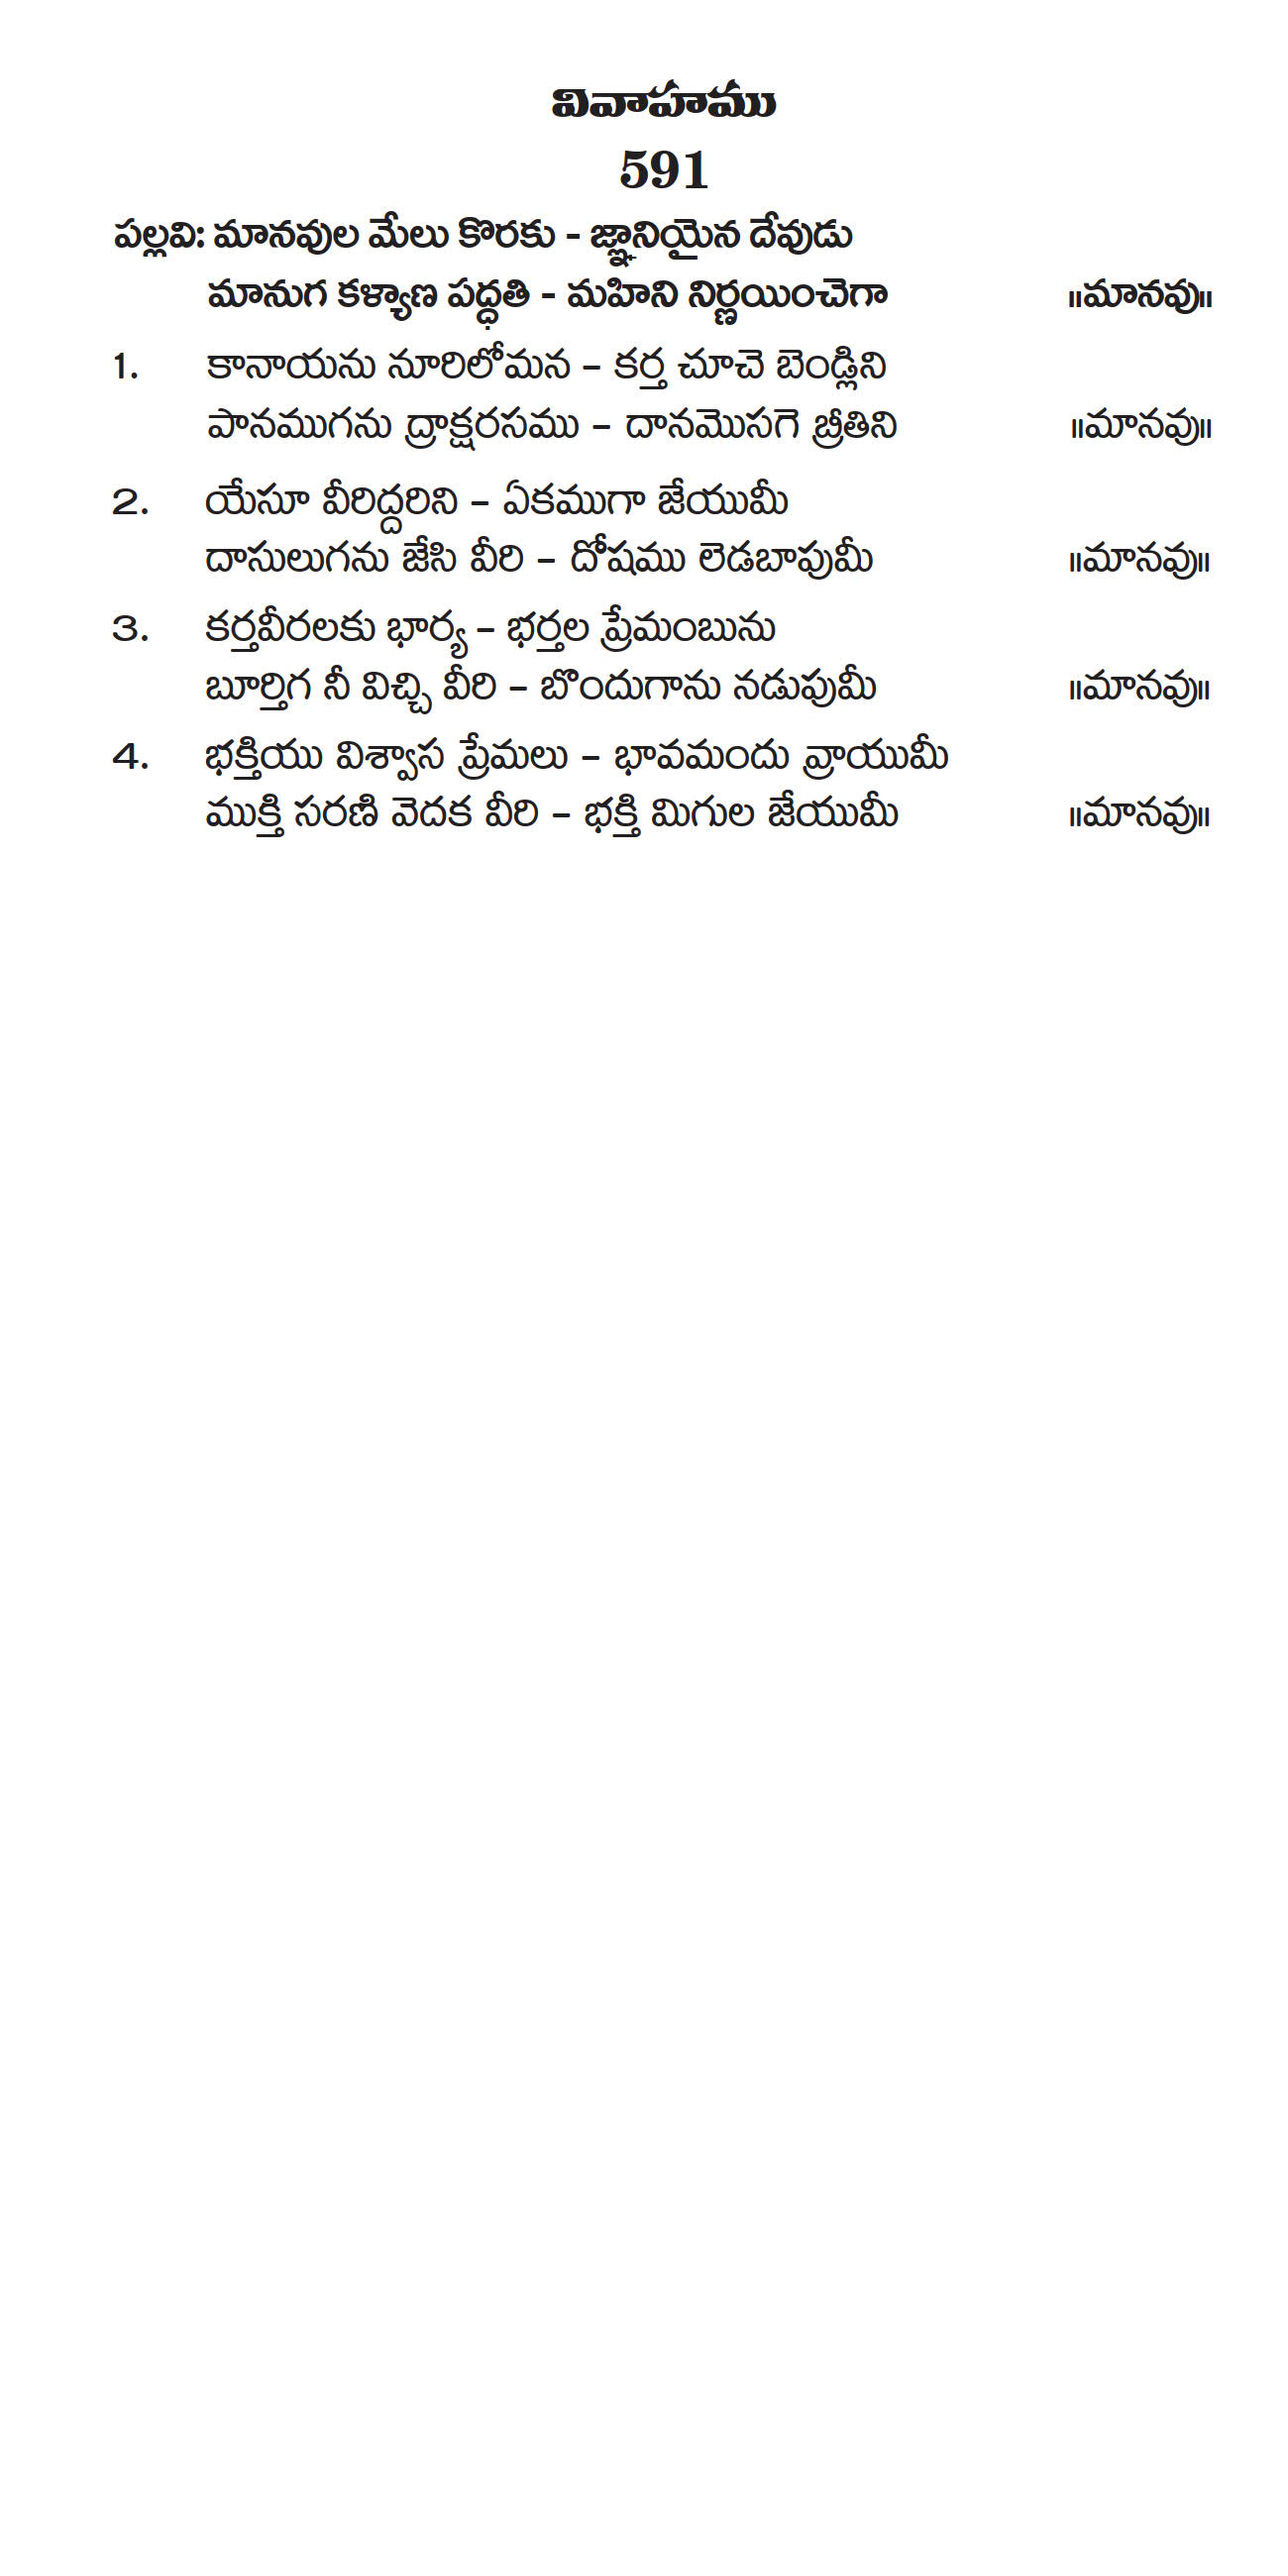 వివాహము
591
పల్లవి: మానవుల మేలు కొరకు - జ్ఞానియైన దేవుడు
మానుగ కళ్యాణ పద్ధతి - మహిని నిర్ణయించెగా ॥మానవు॥
1. కానాయను నూరిలోమన – కర్త చూచె బెండ్లిని
పానముగను ద్రాక్షరసము – దానమొసగె బ్రీతిని ॥మానవు॥
2. యేసూ వీరిద్దరిని – ఏకముగా జేయుమీ
దాసులుగను జేసి వీరి – దోషము లెడబాపుమీ ॥మానవు॥
3. కర్తవీరలకు భార్య – భర్తల ప్రేమంబును
బూర్తిగ నీ విచ్చి వీరి – బొందుగాను నడుపుమీ ॥మానవు॥
4. భక్తియు విశ్వాస ప్రేమలు – భావమందు వ్రాయుమీ
ముక్తి సరణి వెదక వీరి – భక్తి మిగుల జేయుమీ ॥మానవు॥